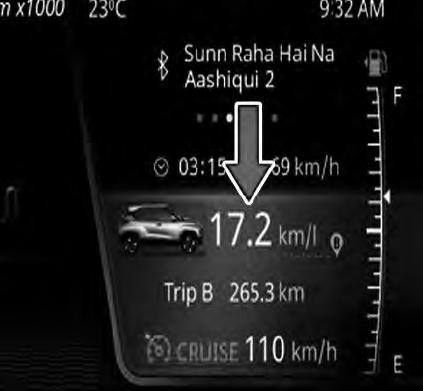 m x1000 23°C 9:32 AM
Sunn Raha Hai Na
Aashiqui 2
F
03:15 69 km/h
17.2 km/l B
Trip B 265.3 km
CRUISE 110 km/h
E